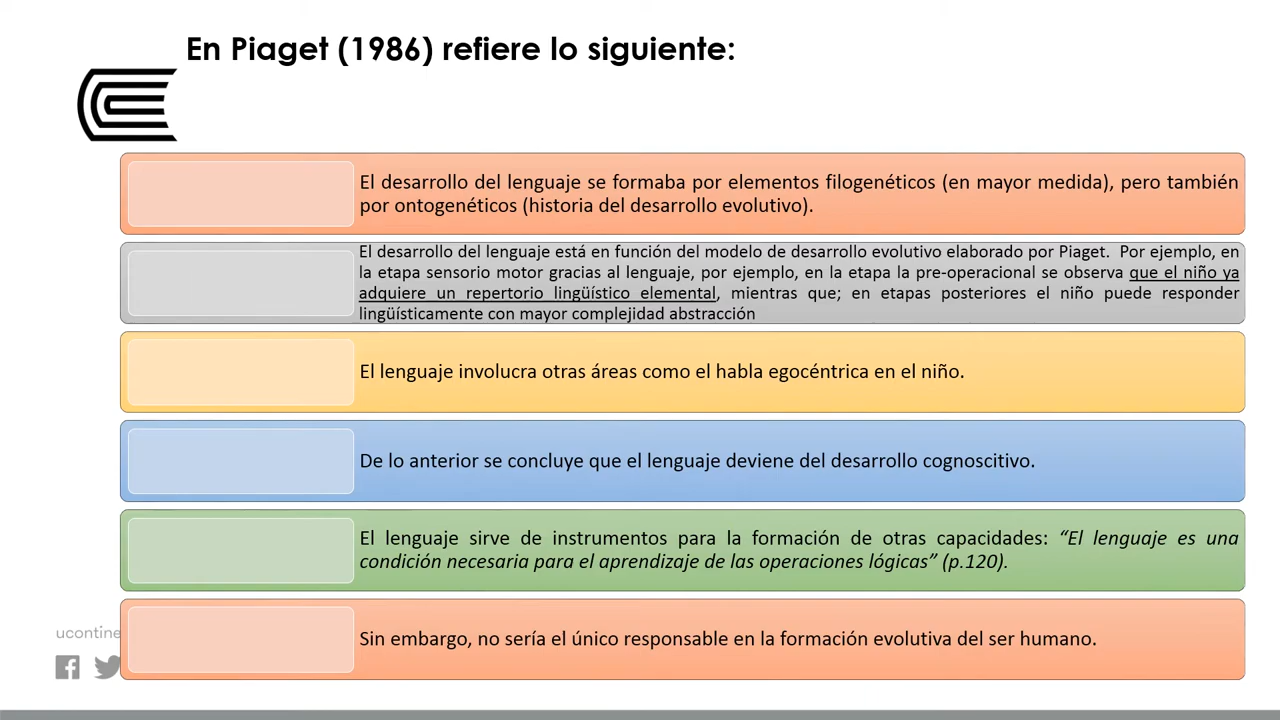 En Piaget (1986) refiere lo siguiente:
El desarrollo del lenguaje se formaba por elementos filogenéticos (en mayor medida), pero también
por ontogenéticos (historia del desarrollo evolutivo).
El desarrollo del lenguaje está en función del modelo de desarrollo evolutivo elaborado por Piaget. Por ejemplo, en
la etapa sensorio motor gracias al lenguaje, por ejemplo, en la etapa la pre-operacional se observa que el niño ya
adquiere un repertorio lingüístico elemental, mientras que; en etapas posteriores el niño puede responder
lingüísticamente con mayor complejidad abstracción
El lenguaje involucra otras áreas como el habla egocéntrica en el niño.
De lo anterior se concluye que el lenguaje deviene del desarrollo cognoscitivo.
El lenguaje sirve de instrumentos para la formación de otras capacidades: “El lenguaje es una
condición necesaria para el aprendizaje de las operaciones lógicas” (p.120).
ucontine
Sin embargo, no sería el único responsable en la formación evolutiva del ser humano.